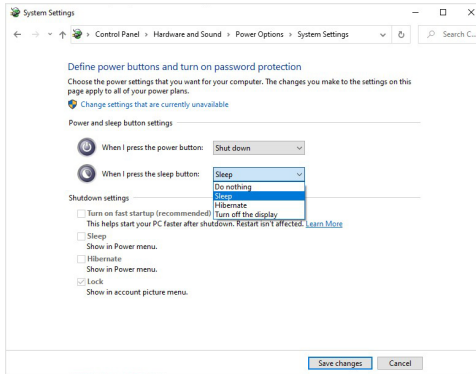 System Settings
Control Panel > Hardware and Sound > Power Options > System Settings
Search C...
Define power buttons and turn on password protection
Choose the power settings that you want for your computer. The changes you make to the settings on this
page apply to all of your power plans.
Change settings that are currently unavailable
Power and sleep button settings
When I press the power button: Shut down
When I press the sleep button: Sleep
Do nothing
Sleep
Hibernate
Turn off the display
Shutdown settings
Turn on fast startup (recommended)
This helps start your PC faster after shutdown. Restart isn't affected. Learn More
Sleep
Show in Power menu.
Hibernate
Show in Power menu.
Lock
Show in account picture menu.
Save changes Cancel